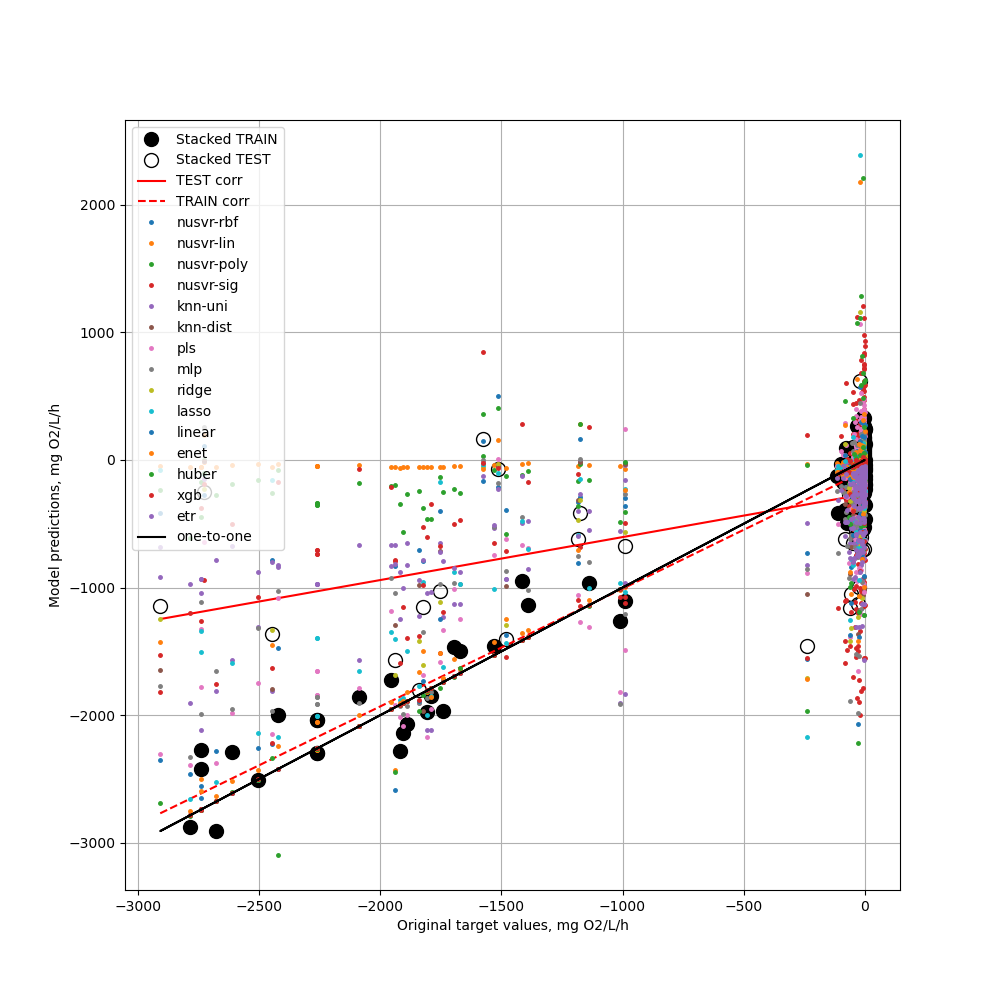 2000
1000
0
−1000
−2000
−3000
−3000
−2500
−2000
−1500
−1000
−500
0
Model predictions, mg O2/L/h
Original target values, mg O2/L/h
Stacked TRAIN
Stacked TEST
TEST corr
TRAIN corr
nusvr-rbf
nusvr-lin
nusvr-poly
nusvr-sig
knn-uni
knn-dist
pls
mlp
ridge
lasso
linear
enet
huber
xgb
etr
one-to-one